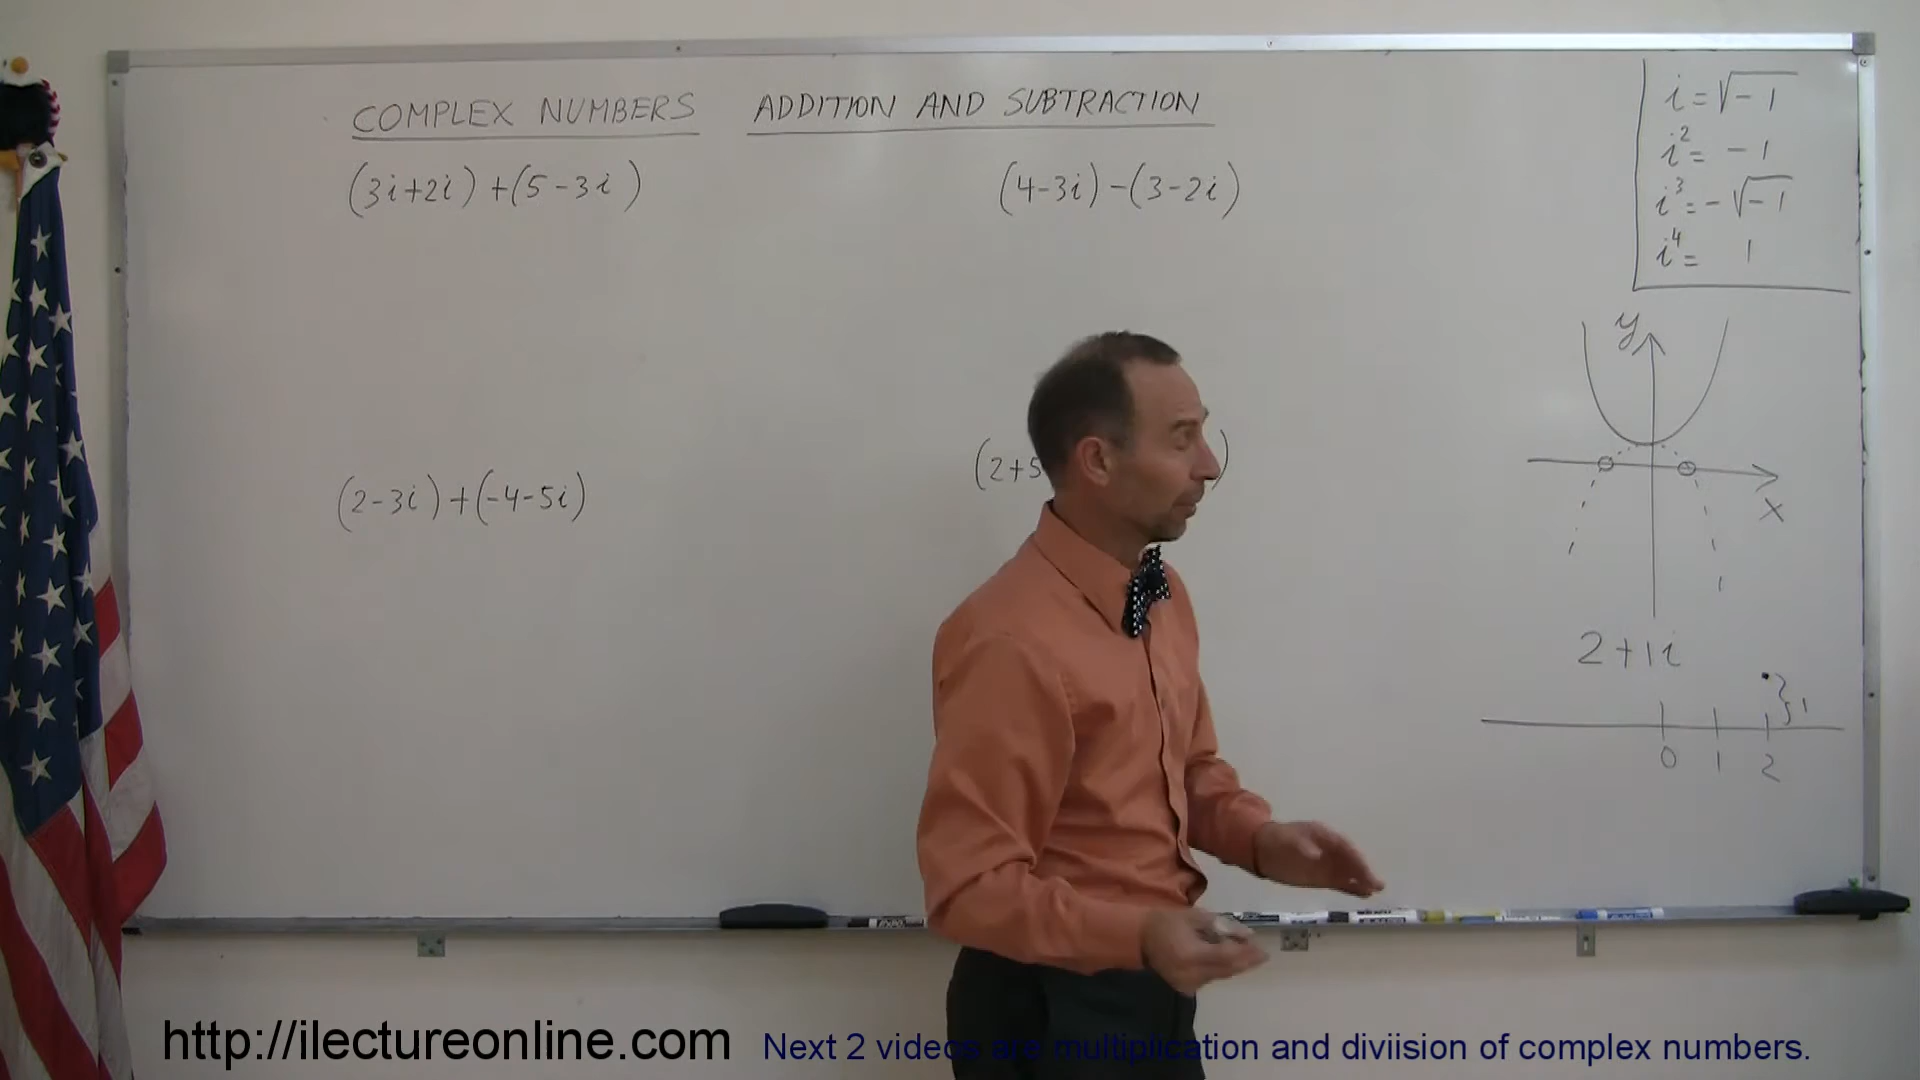 COMPLEX NUMBERS ADDITION AND SUBTRACTION
(3i+2i)+(5-3i)
(4-3i)-(3-2i)
(2-3i)+(-4-5i)
(2+5
)
i=√-1
i²=-1
i³=-√-1
i⁴= 1
y
x
2+1i
}1
0 1 2
http://ilectureonline.com
Next 2 videos are multiplication and diviision of complex numbers.